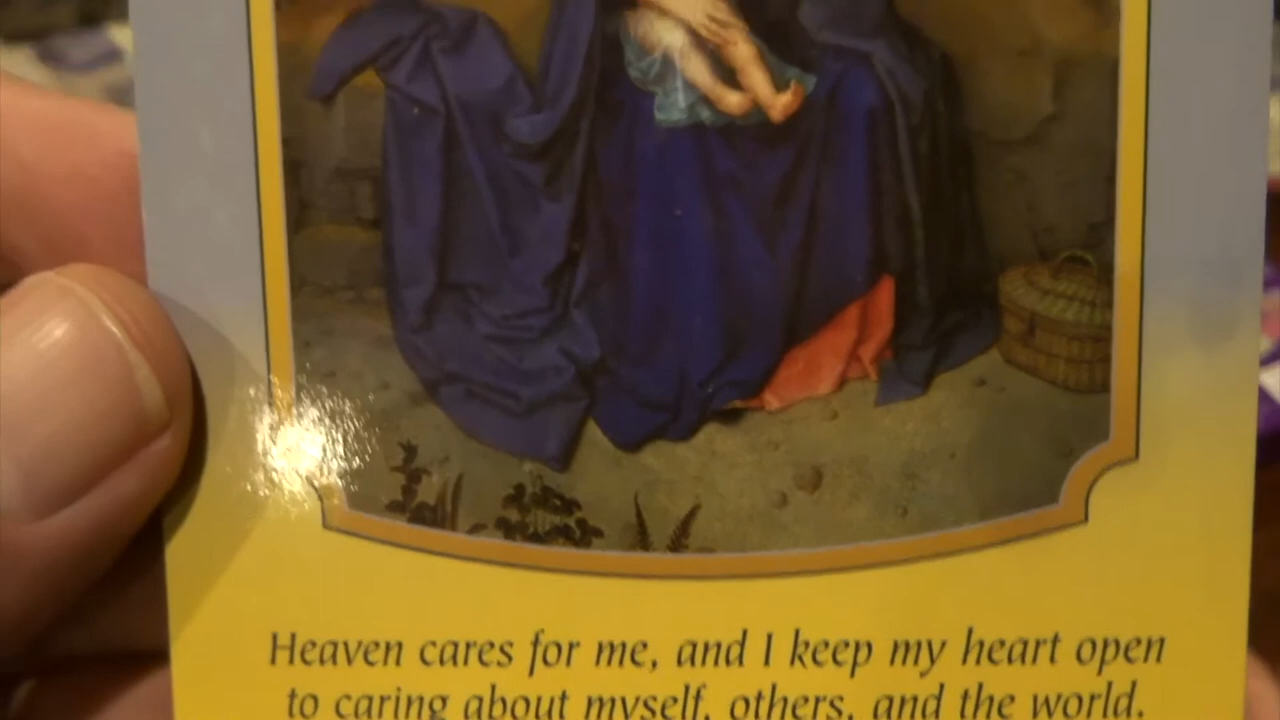 Heaven cares for me, and I keep my heart open
to caring about myself, others, and the world.